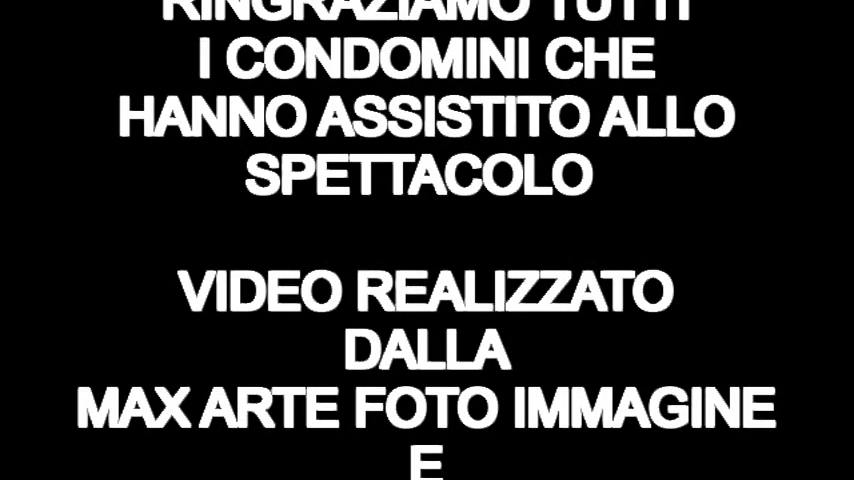 RINGRAZIAMO TUTTI
I CONDOMINI CHE
HANNO ASSISTITO ALLO
SPETTACOLO
VIDEO REALIZZATO
DALLA
MAX ARTE FOTO IMMAGINE
E